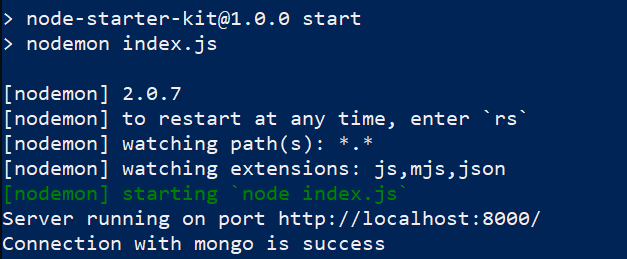 > node-starter-kit@1.0.0 start
> nodemon index.js
[nodemon] 2.0.7
[nodemon] to restart at any time, enter `rs`
[nodemon] watching path(s): *.*
[nodemon] watching extensions: js,mjs,json
[nodemon] starting `node index.js`
Server running on port http://localhost:8000/
Connection with mongo is success